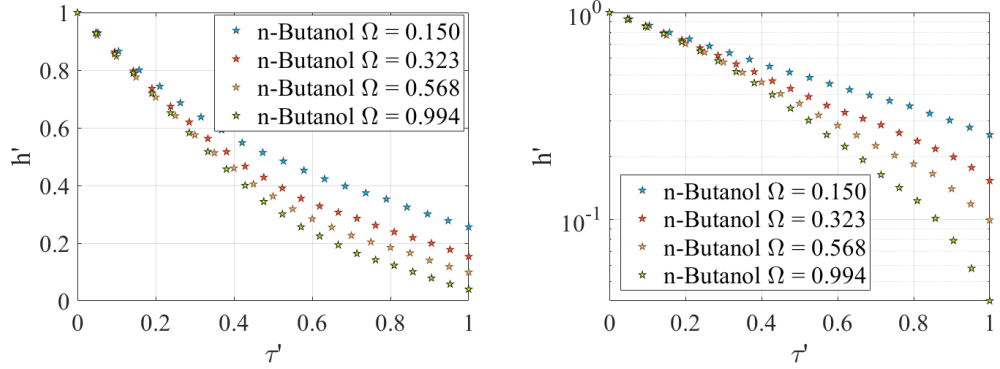 1
0.8
0.6
0.4
0.2
0
h'
0
0.2
0.4
0.6
0.8
1
τ'
n-Butanol Ω = 0.150
n-Butanol Ω = 0.323
n-Butanol Ω = 0.568
n-Butanol Ω = 0.994
10⁰
10⁻¹
h'
0
0.2
0.4
0.6
0.8
1
τ'
n-Butanol Ω = 0.150
n-Butanol Ω = 0.323
n-Butanol Ω = 0.568
n-Butanol Ω = 0.994